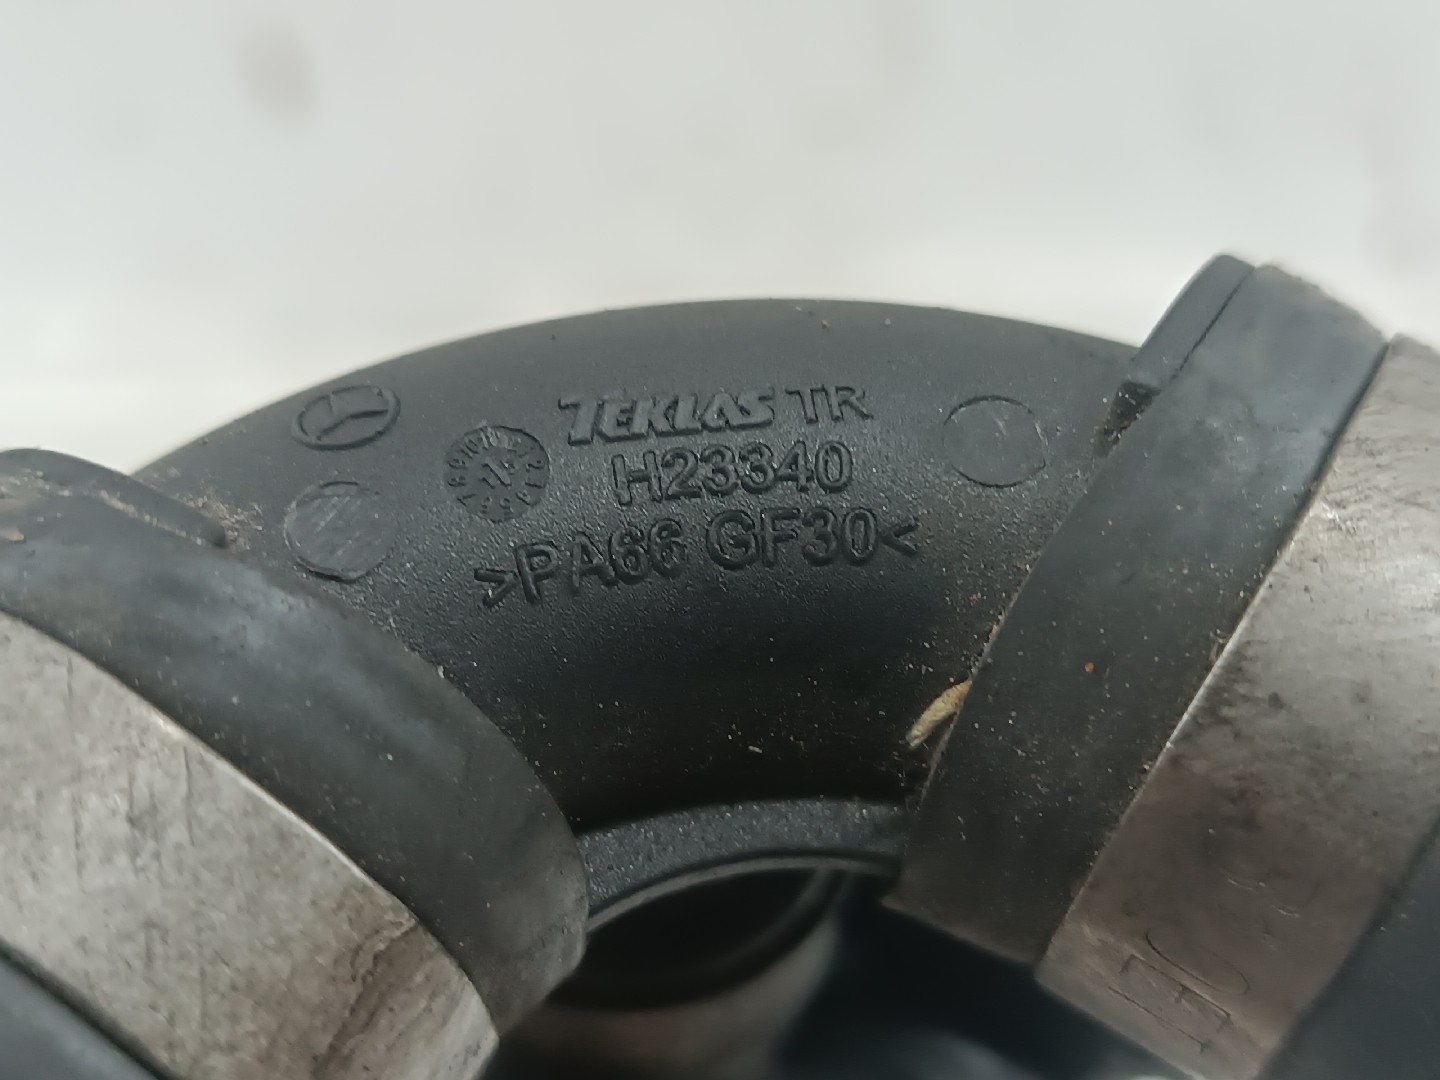 TEKLAS TR
H23340
>PA66 GF30<